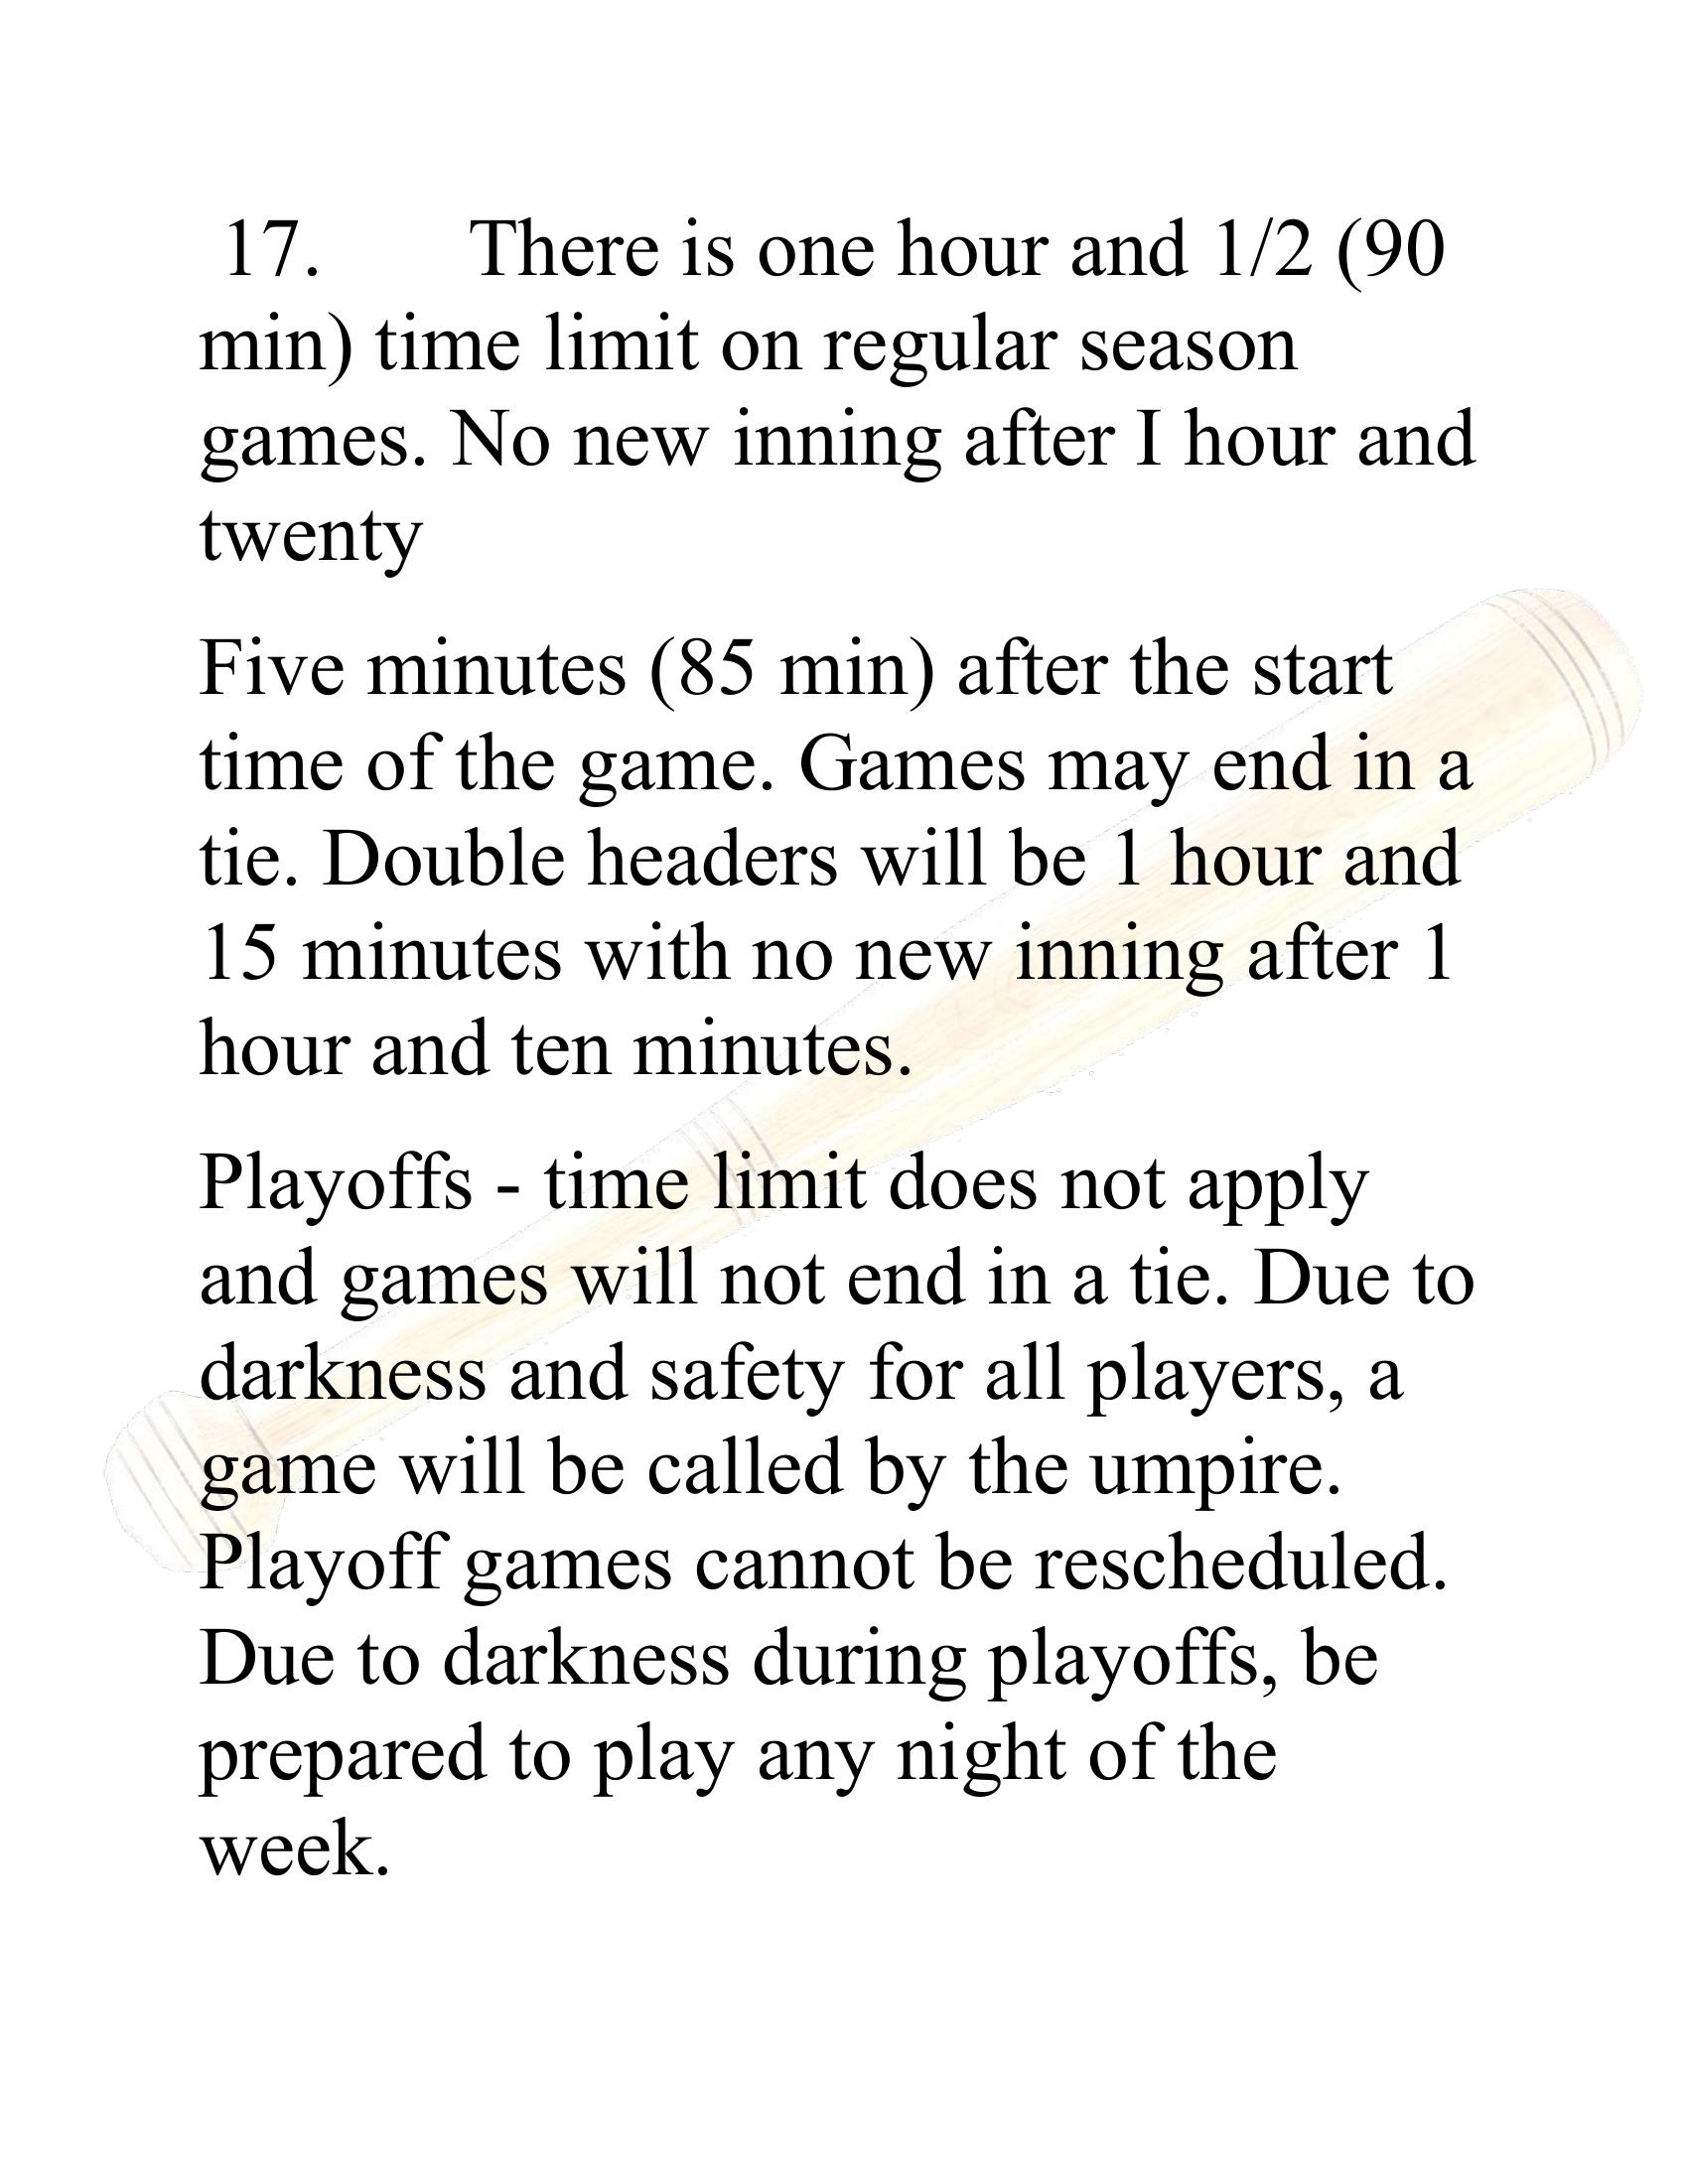 17. There is one hour and 1/2 (90
min) time limit on regular season
games. No new inning after I hour and
twenty
Five minutes (85 min) after the start
time of the game. Games may end in a
tie. Double headers will be 1 hour and
15 minutes with no new inning after 1
hour and ten minutes.
Playoffs - time limit does not apply
and games will not end in a tie. Due to
darkness and safety for all players, a
game will be called by the umpire.
Playoff games cannot be rescheduled.
Due to darkness during playoffs, be
prepared to play any night of the
week.